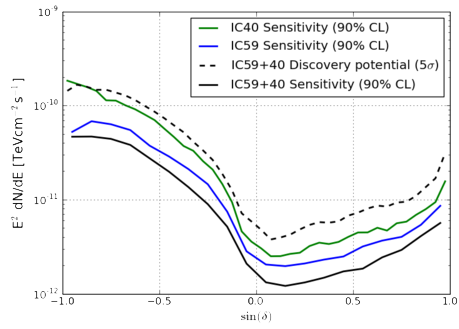 10⁻⁹
10⁻¹⁰
10⁻¹¹
10⁻¹²
E² dN/dE [TeVcm⁻²s⁻¹]
IC40 Sensitivity (90% CL)
IC59 Sensitivity (90% CL)
IC59+40 Discovery potential (5σ)
IC59+40 Sensitivity (90% CL)
−1.0 −0.5 0.0 0.5 1.0
sin(δ)